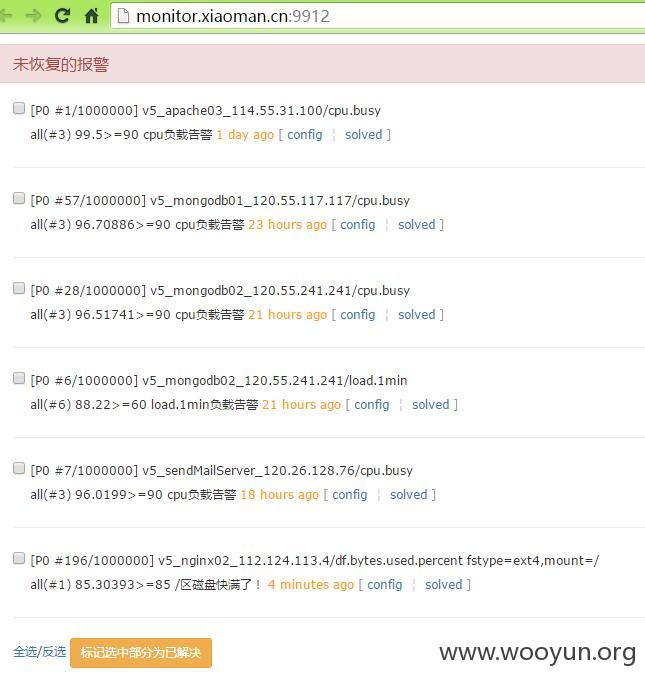 monitor.xiaoman.cn:9912
未恢复的报警
[P0 #1/1000000] v5_apache03_114.55.31.100/cpu.busy
all(#3) 99.5>=90 cpu负载告警 1 day ago [ config ¦ solved ]
[P0 #57/1000000] v5_mongodb01_120.55.117.117/cpu.busy
all(#3) 96.70886>=90 cpu负载告警 23 hours ago [ config ¦ solved ]
[P0 #28/1000000] v5_mongodb02_120.55.241.241/cpu.busy
all(#3) 96.51741>=90 cpu负载告警 21 hours ago [ config ¦ solved ]
[P0 #6/1000000] v5_mongodb02_120.55.241.241/load.1min
all(#6) 88.22>=60 load.1min负载告警 21 hours ago [ config ¦ solved ]
[P0 #7/1000000] v5_sendMailServer_120.26.128.76/cpu.busy
all(#3) 96.0199>=90 cpu负载告警 18 hours ago [ config ¦ solved ]
[P0 #196/1000000] v5_nginx02_112.124.113.4/df.bytes.used.percent fstype=ext4,mount=/
all(#1) 85.30393>=85 /区磁盘快满了！ 4 minutes ago [ config ¦ solved ]
全选/反选 标记选中部分为已解决
www.wooyun.org